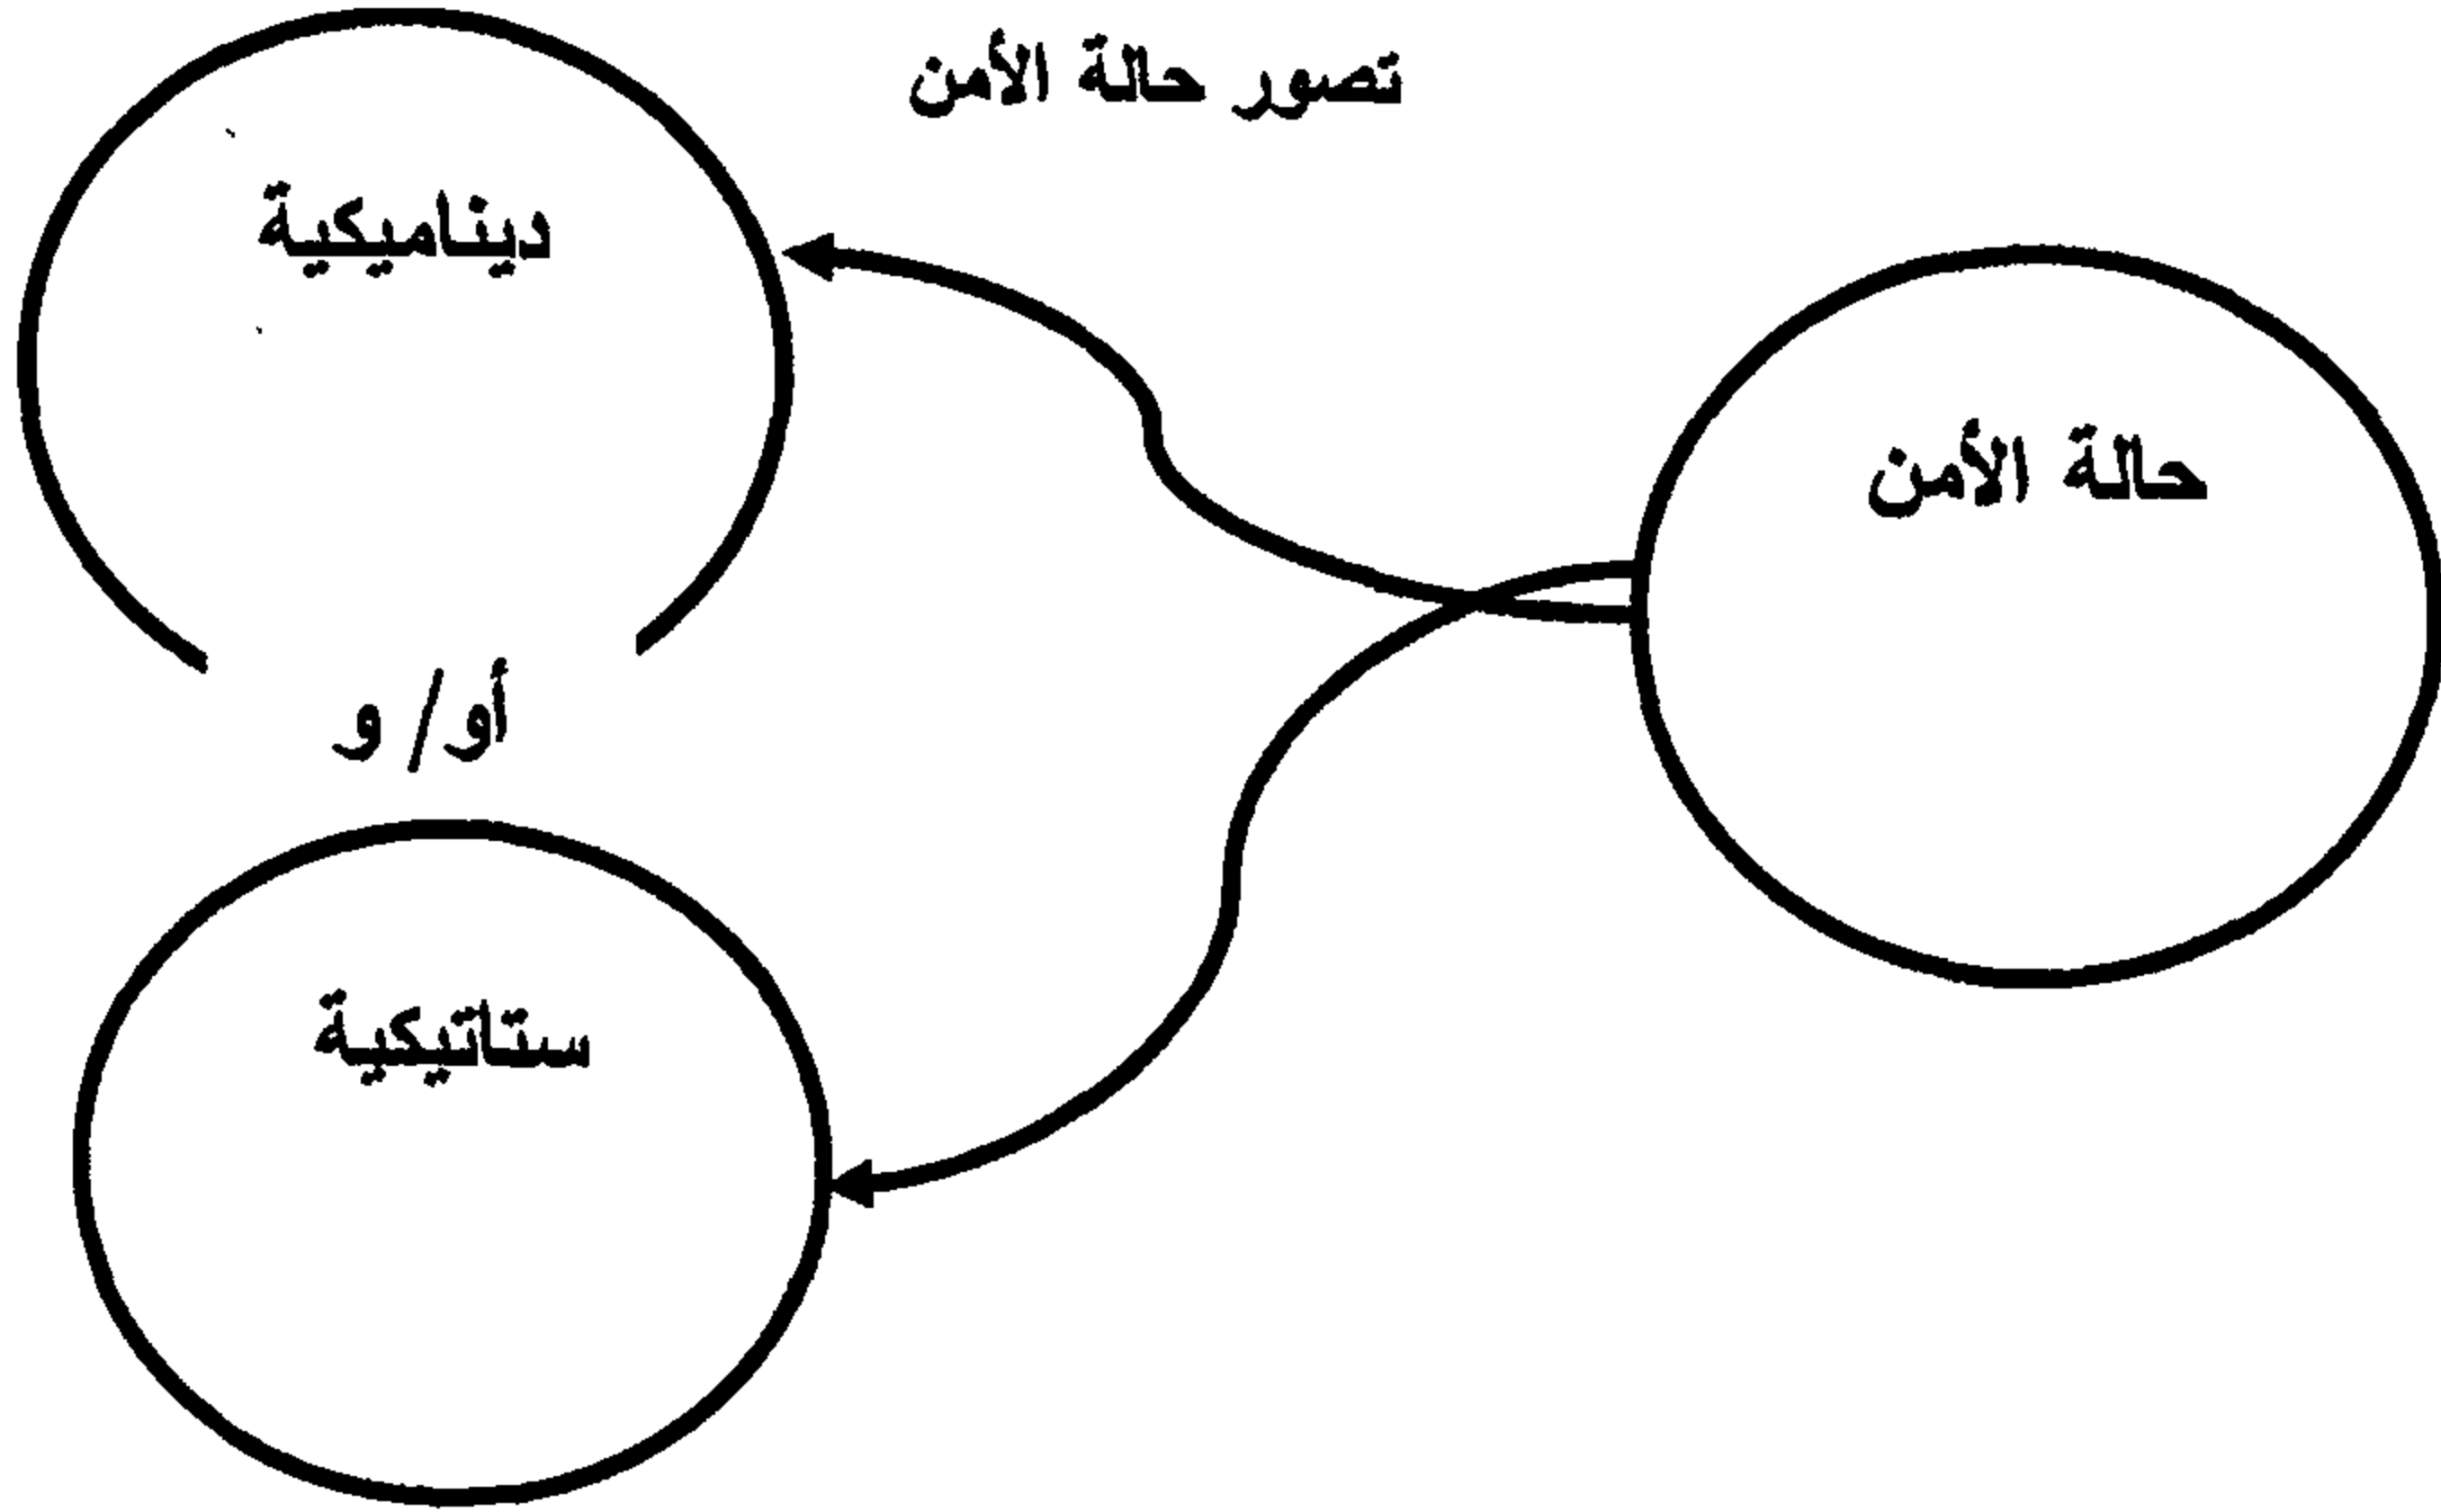 تصور حالة الأمن
ديناميكية
حالة الأمن
أو/ و
ستاتيكية